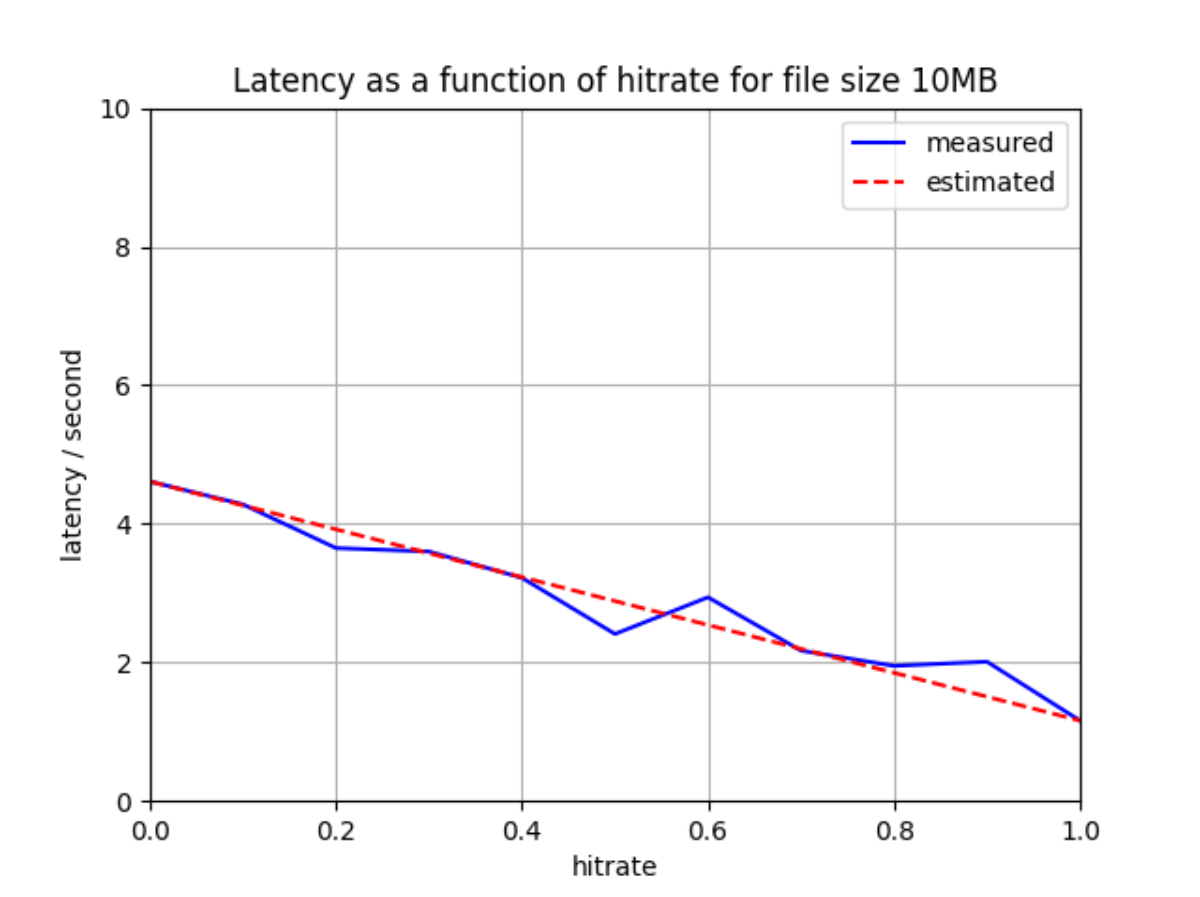 Latency as a function of hitrate for file size 10MB
10
8
6
4
2
0
latency / second
measured
estimated
0.0 0.2 0.4 0.6 0.8 1.0
hitrate